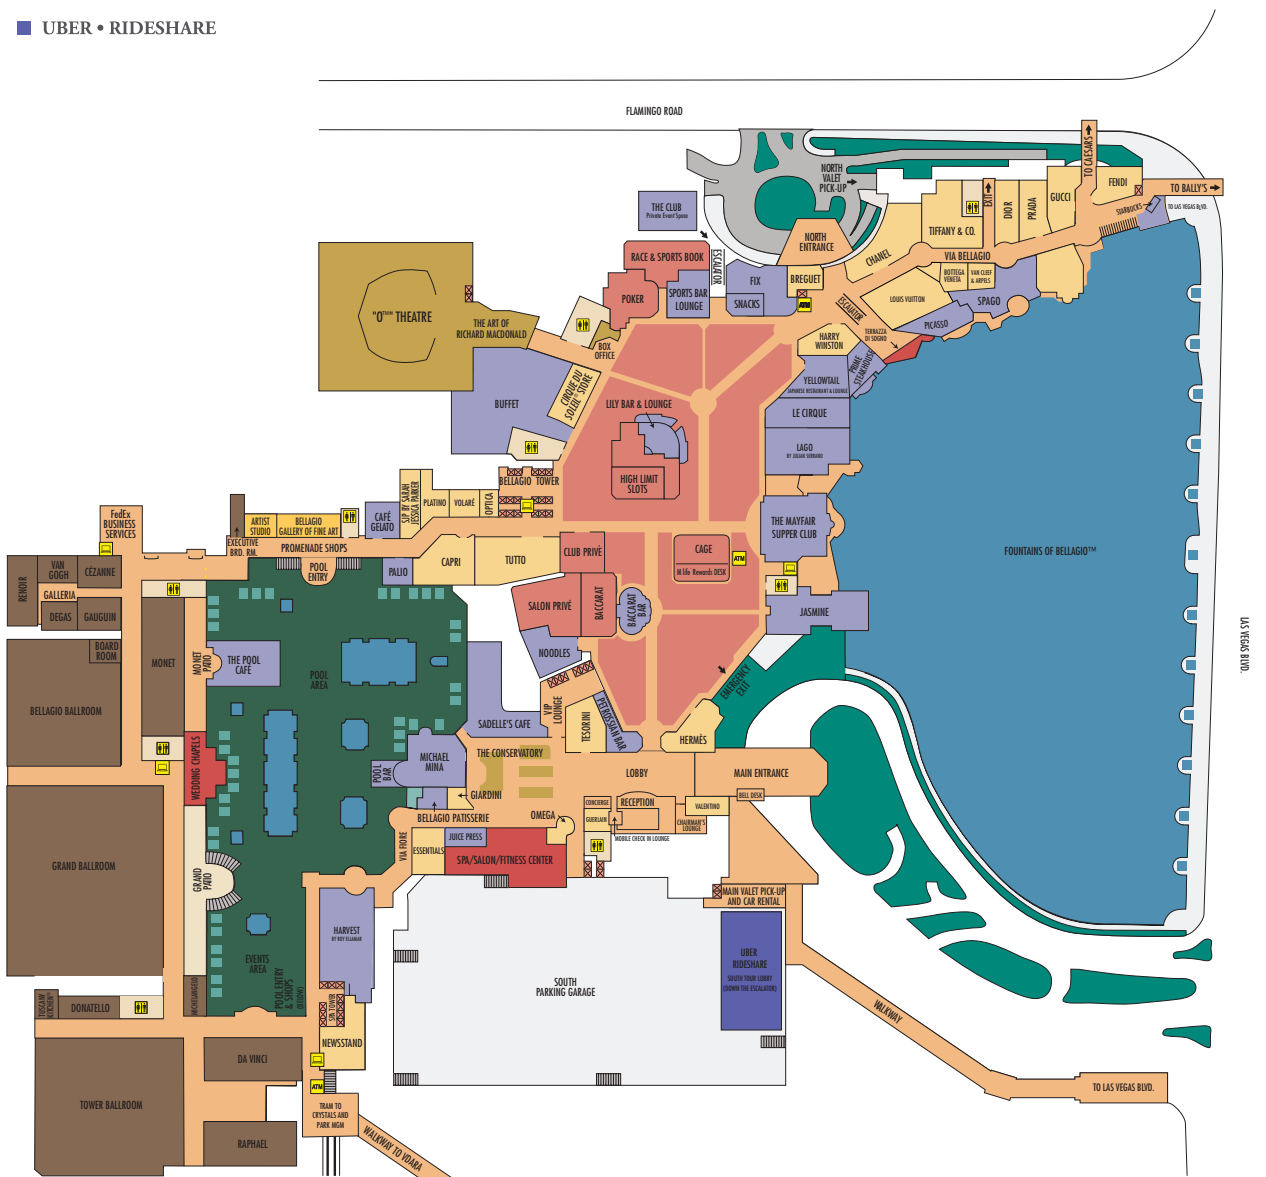 UBER • RIDESHARE
FLAMINGO ROAD
NORTH
VALET
PICK-UP
TO CAESARS
FENDI
TO BALLY'S
TO LAS VEGAS BLVD.
STARBUCKS
GUCCI
PRADA
DIOR
EXIT
TIFFANY & CO.
THE CLUB
Private Event Space
ESCALATOR
NORTH
ENTRANCE
CHANEL
VIA BELLAGIO
RACE & SPORTS BOOK
POKER
SPORTS BAR
LOUNGE
FIX
SNACKS
BREGUET
ATM
ESCALATOR
BOTTEGA
VENETA
VAN CLEEF
& ARPELS
LOUIS VUITTON
SPAGO
PICASSO
TERRAZZA
DI SOGNO
HARRY
WINSTON
PRIME
STEAKHOUSE
YELLOWTAIL
JAPANESE RESTAURANT & LOUNGE
LE CIRQUE
LAGO
BY JULIAN SERRANO
"O"™ THEATRE
THE ART OF
RICHARD MACDONALD
BOX
OFFICE
BUFFET
CIRQUE DU
SOLEIL® STORE
LILY BAR & LOUNGE
HIGH LIMIT
SLOTS
BELLAGIO TOWER
SJP BY SARAH
JESSICA PARKER
PLATINO
VOLARÉ
OPTICA
CAFÉ
GELATO
ARTIST
STUDIO
BELLAGIO
GALLERY OF FINE ART
EXECUTIVE
BRD. RM.
PROMENADE SHOPS
FedEx
BUSINESS
SERVICES
THE MAYFAIR
SUPPER CLUB
FOUNTAINS OF BELLAGIO™
LAS VEGAS BLVD.
CAGE
M life Rewards DESK
ATM
CLUB PRIVÉ
TUTTO
CAPRI
PALIO
POOL
ENTRY
RENOIR
VAN
GOGH
CÉZANNE
GALLERIA
DEGAS
GAUGUIN
BOARD
ROOM
MONET
MONET
PATIO
THE POOL
CAFÉ
POOL
AREA
SALON PRIVÉ
BACCARAT
BACCARAT
BAR
JASMINE
NOODLES
EMERGENCY
EXIT
BELLAGIO BALLROOM
SADELLE'S CAFE
VIP
LOUNGE
TESORINI
PETROSSIAN BAR
HERMÈS
WEDDING CHAPELS
POOL
BAR
MICHAEL
MINA
THE CONSERVATORY
LOBBY
MAIN ENTRANCE
GIARDINI
BELL DESK
BELLAGIO PATISSERIE
OMEGA
CONCIERGE
RECEPTION
VALENTINO
GUERLAIN
CHAIRMAN'S
LOUNGE
MOBILE CHECK IN LOUNGE
VIA FIORE
ESSENTIALS
JUICE PRESS
SPA/SALON/FITNESS CENTER
GRAND BALLROOM
GRAND
PATIO
MAIN VALET PICK-UP
AND CAR RENTAL
HARVEST
BY ROY ELLAMAR
UBER
RIDESHARE
SOUTH TOUR LOBBY
(DOWN THE ESCALATOR)
SOUTH
PARKING GARAGE
EVENTS
AREA
POOL ENTRY
& SHOPS
(BELOW)
MICHELANGELO
TUSCANY
KITCHEN
DONATELLO
SPA TOWER
NEWSSTAND
WALKWAY
DA VINCI
ATM
TOWER BALLROOM
RAPHAEL
TRAM TO
CRYSTALS AND
PARK MGM
WALKWAY TO VDARA
TO LAS VEGAS BLVD.